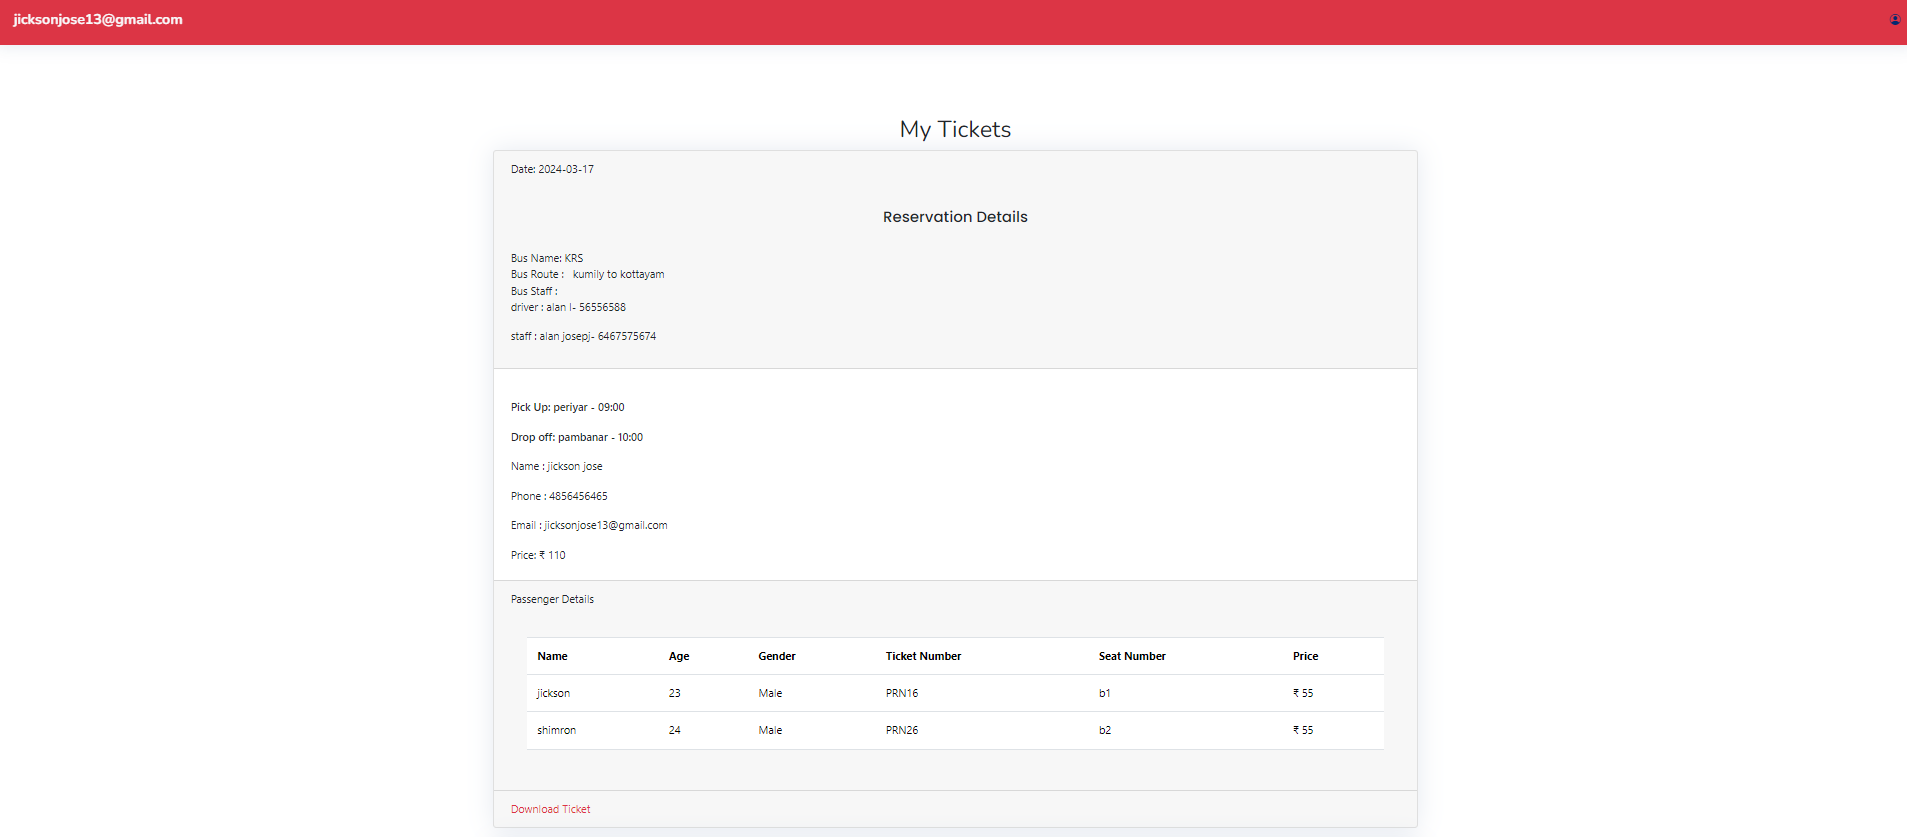 jicksonjose13@gmail.com
My Tickets
Date: 2024-03-17
Reservation Details
Bus Name: KRS
Bus Route : kumily to kottayam
Bus Staff :
driver : alan l- 56556588
staff : alan josepj- 6467575674
Pick Up: periyar - 09:00
Drop off: pambanar - 10:00
Name : jickson jose
Phone : 4856456465
Email : jicksonjose13@gmail.com
Price: ₹ 110
Passenger Details
Name Age Gender Ticket Number Seat Number Price
jickson 23 Male PRN16 b1 ₹ 55
shimron 24 Male PRN26 b2 ₹ 55
Download Ticket